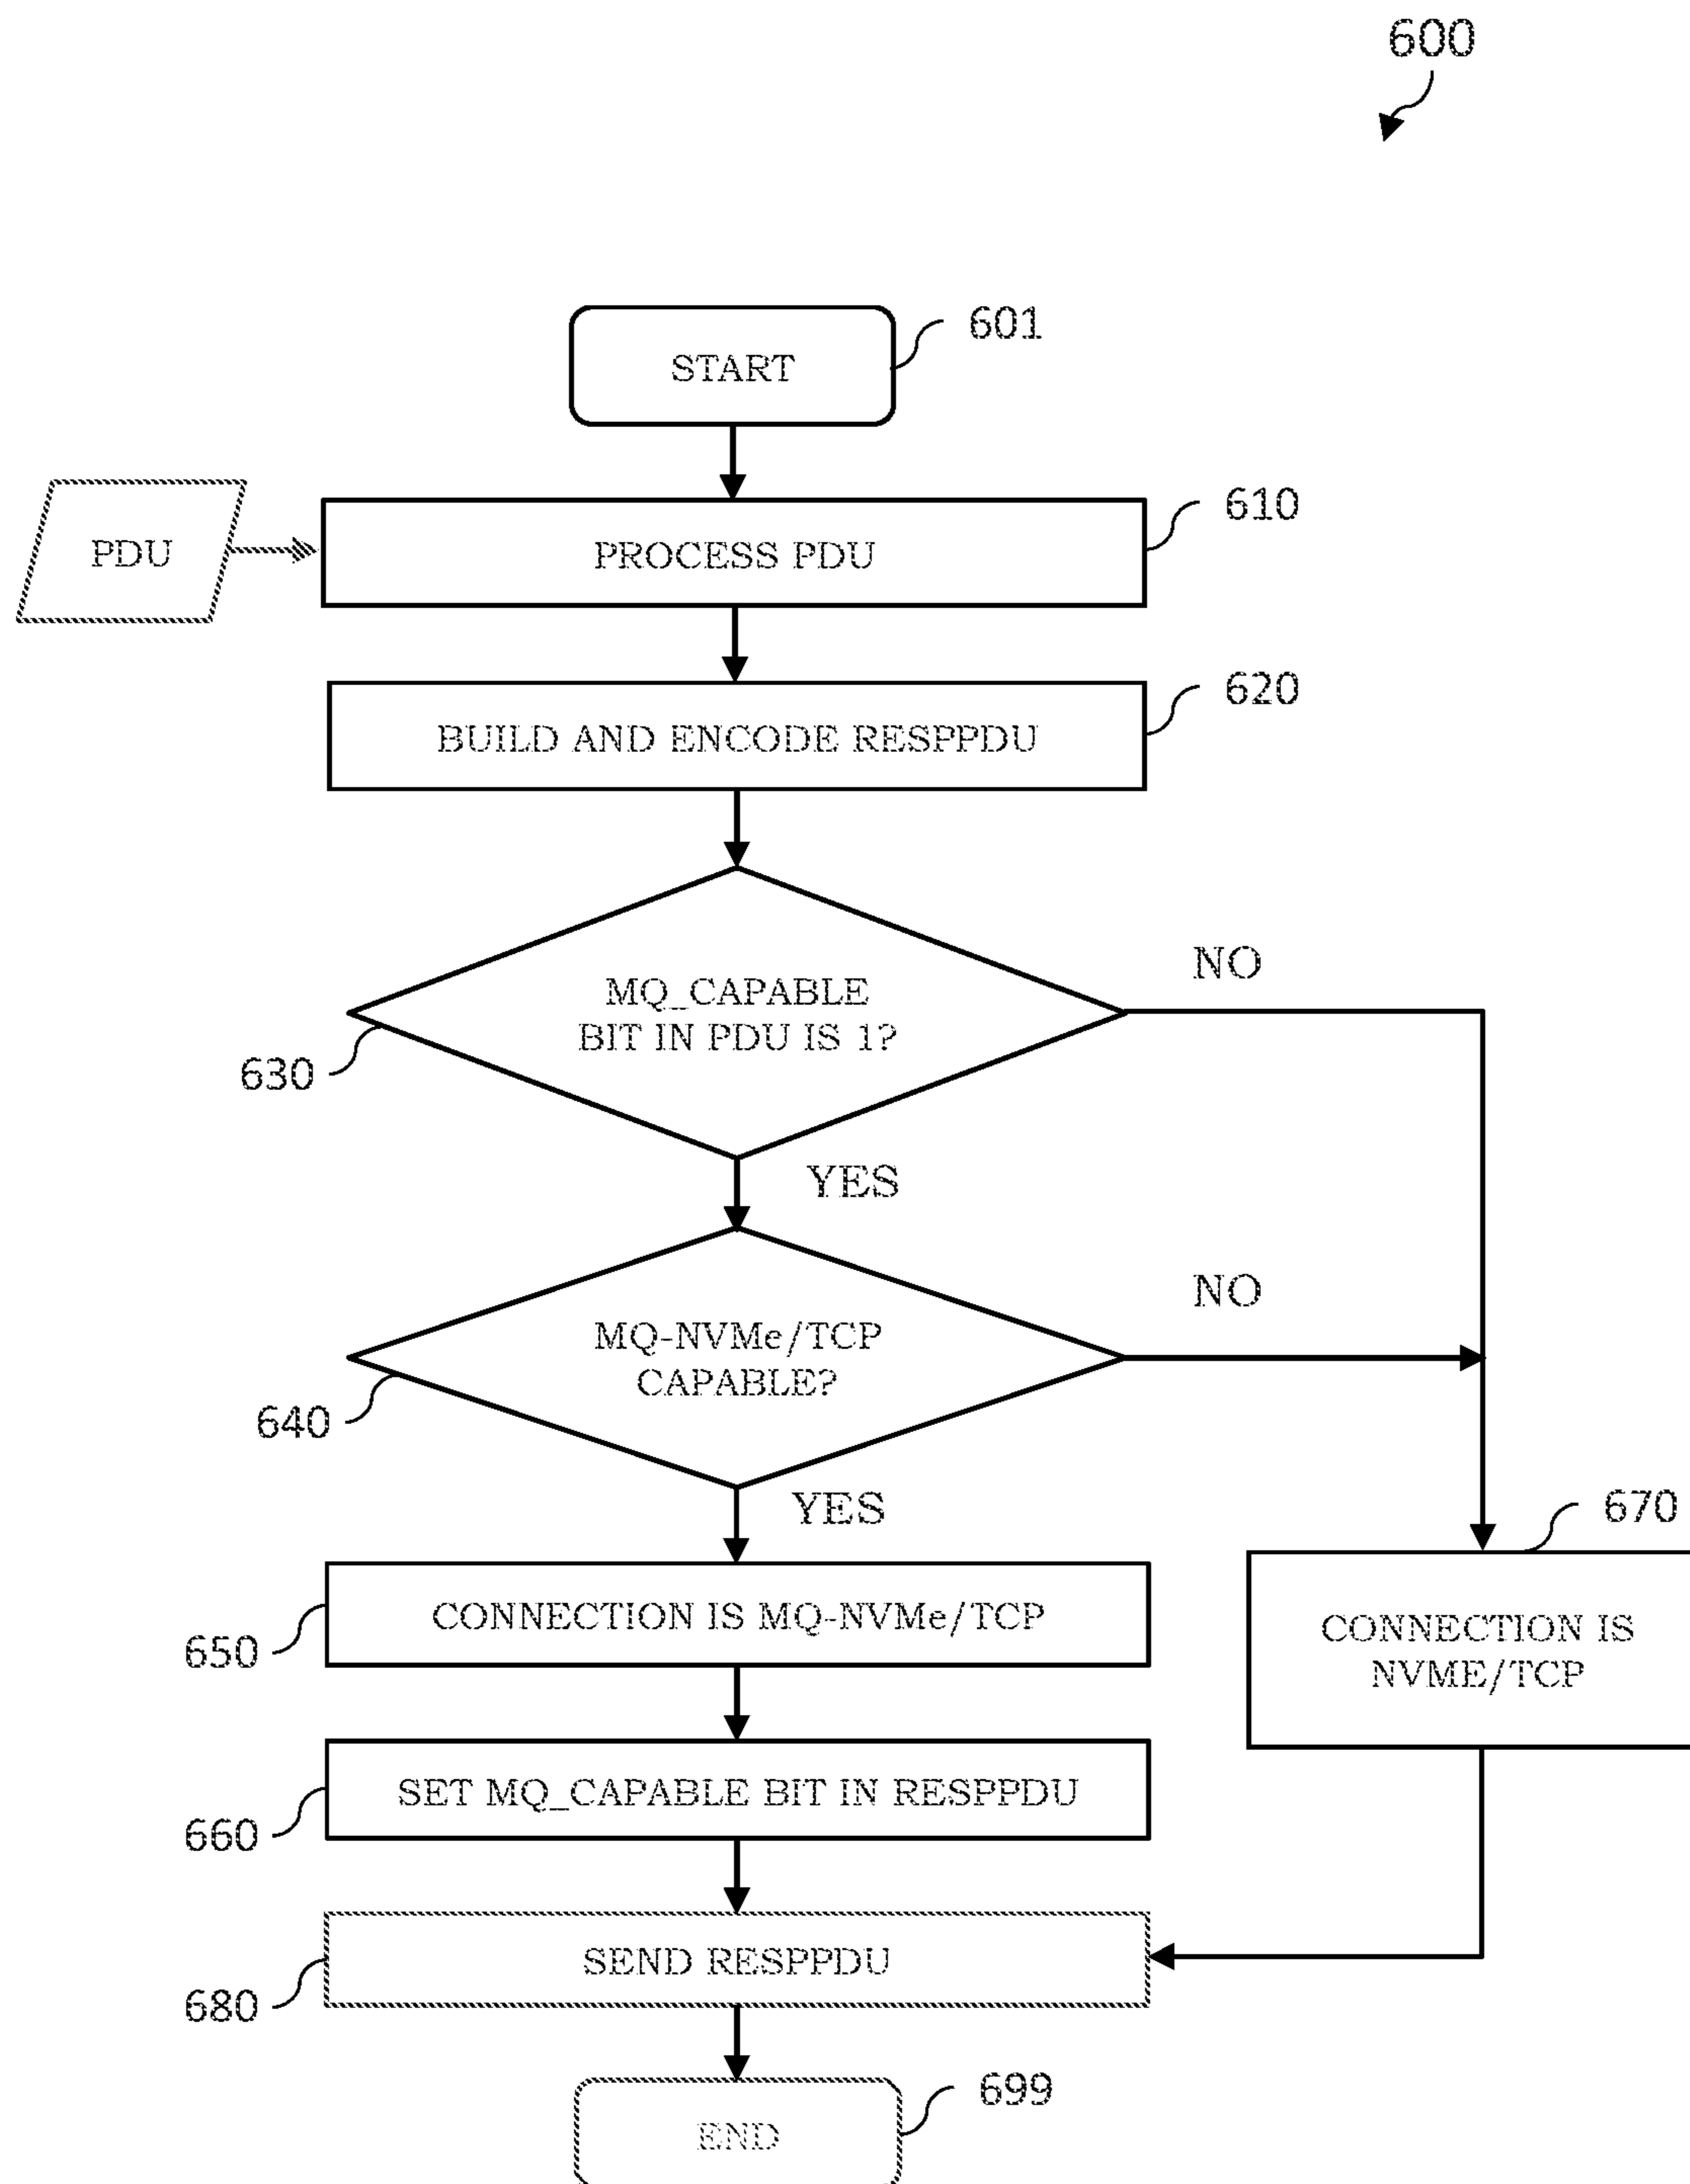 600
START
601
PDU
PROCESS PDU
610
BUILD AND ENCODE RESPPDU
620
MQ_CAPABLE
BIT IN PDU IS 1?
NO
630
YES
MQ-NVMe/TCP
CAPABLE?
NO
640
YES
CONNECTION IS MQ-NVMe/TCP
650
670
CONNECTION IS
NVME/TCP
SET MQ_CAPABLE BIT IN RESPPDU
660
SEND RESPPDU
680
END
699